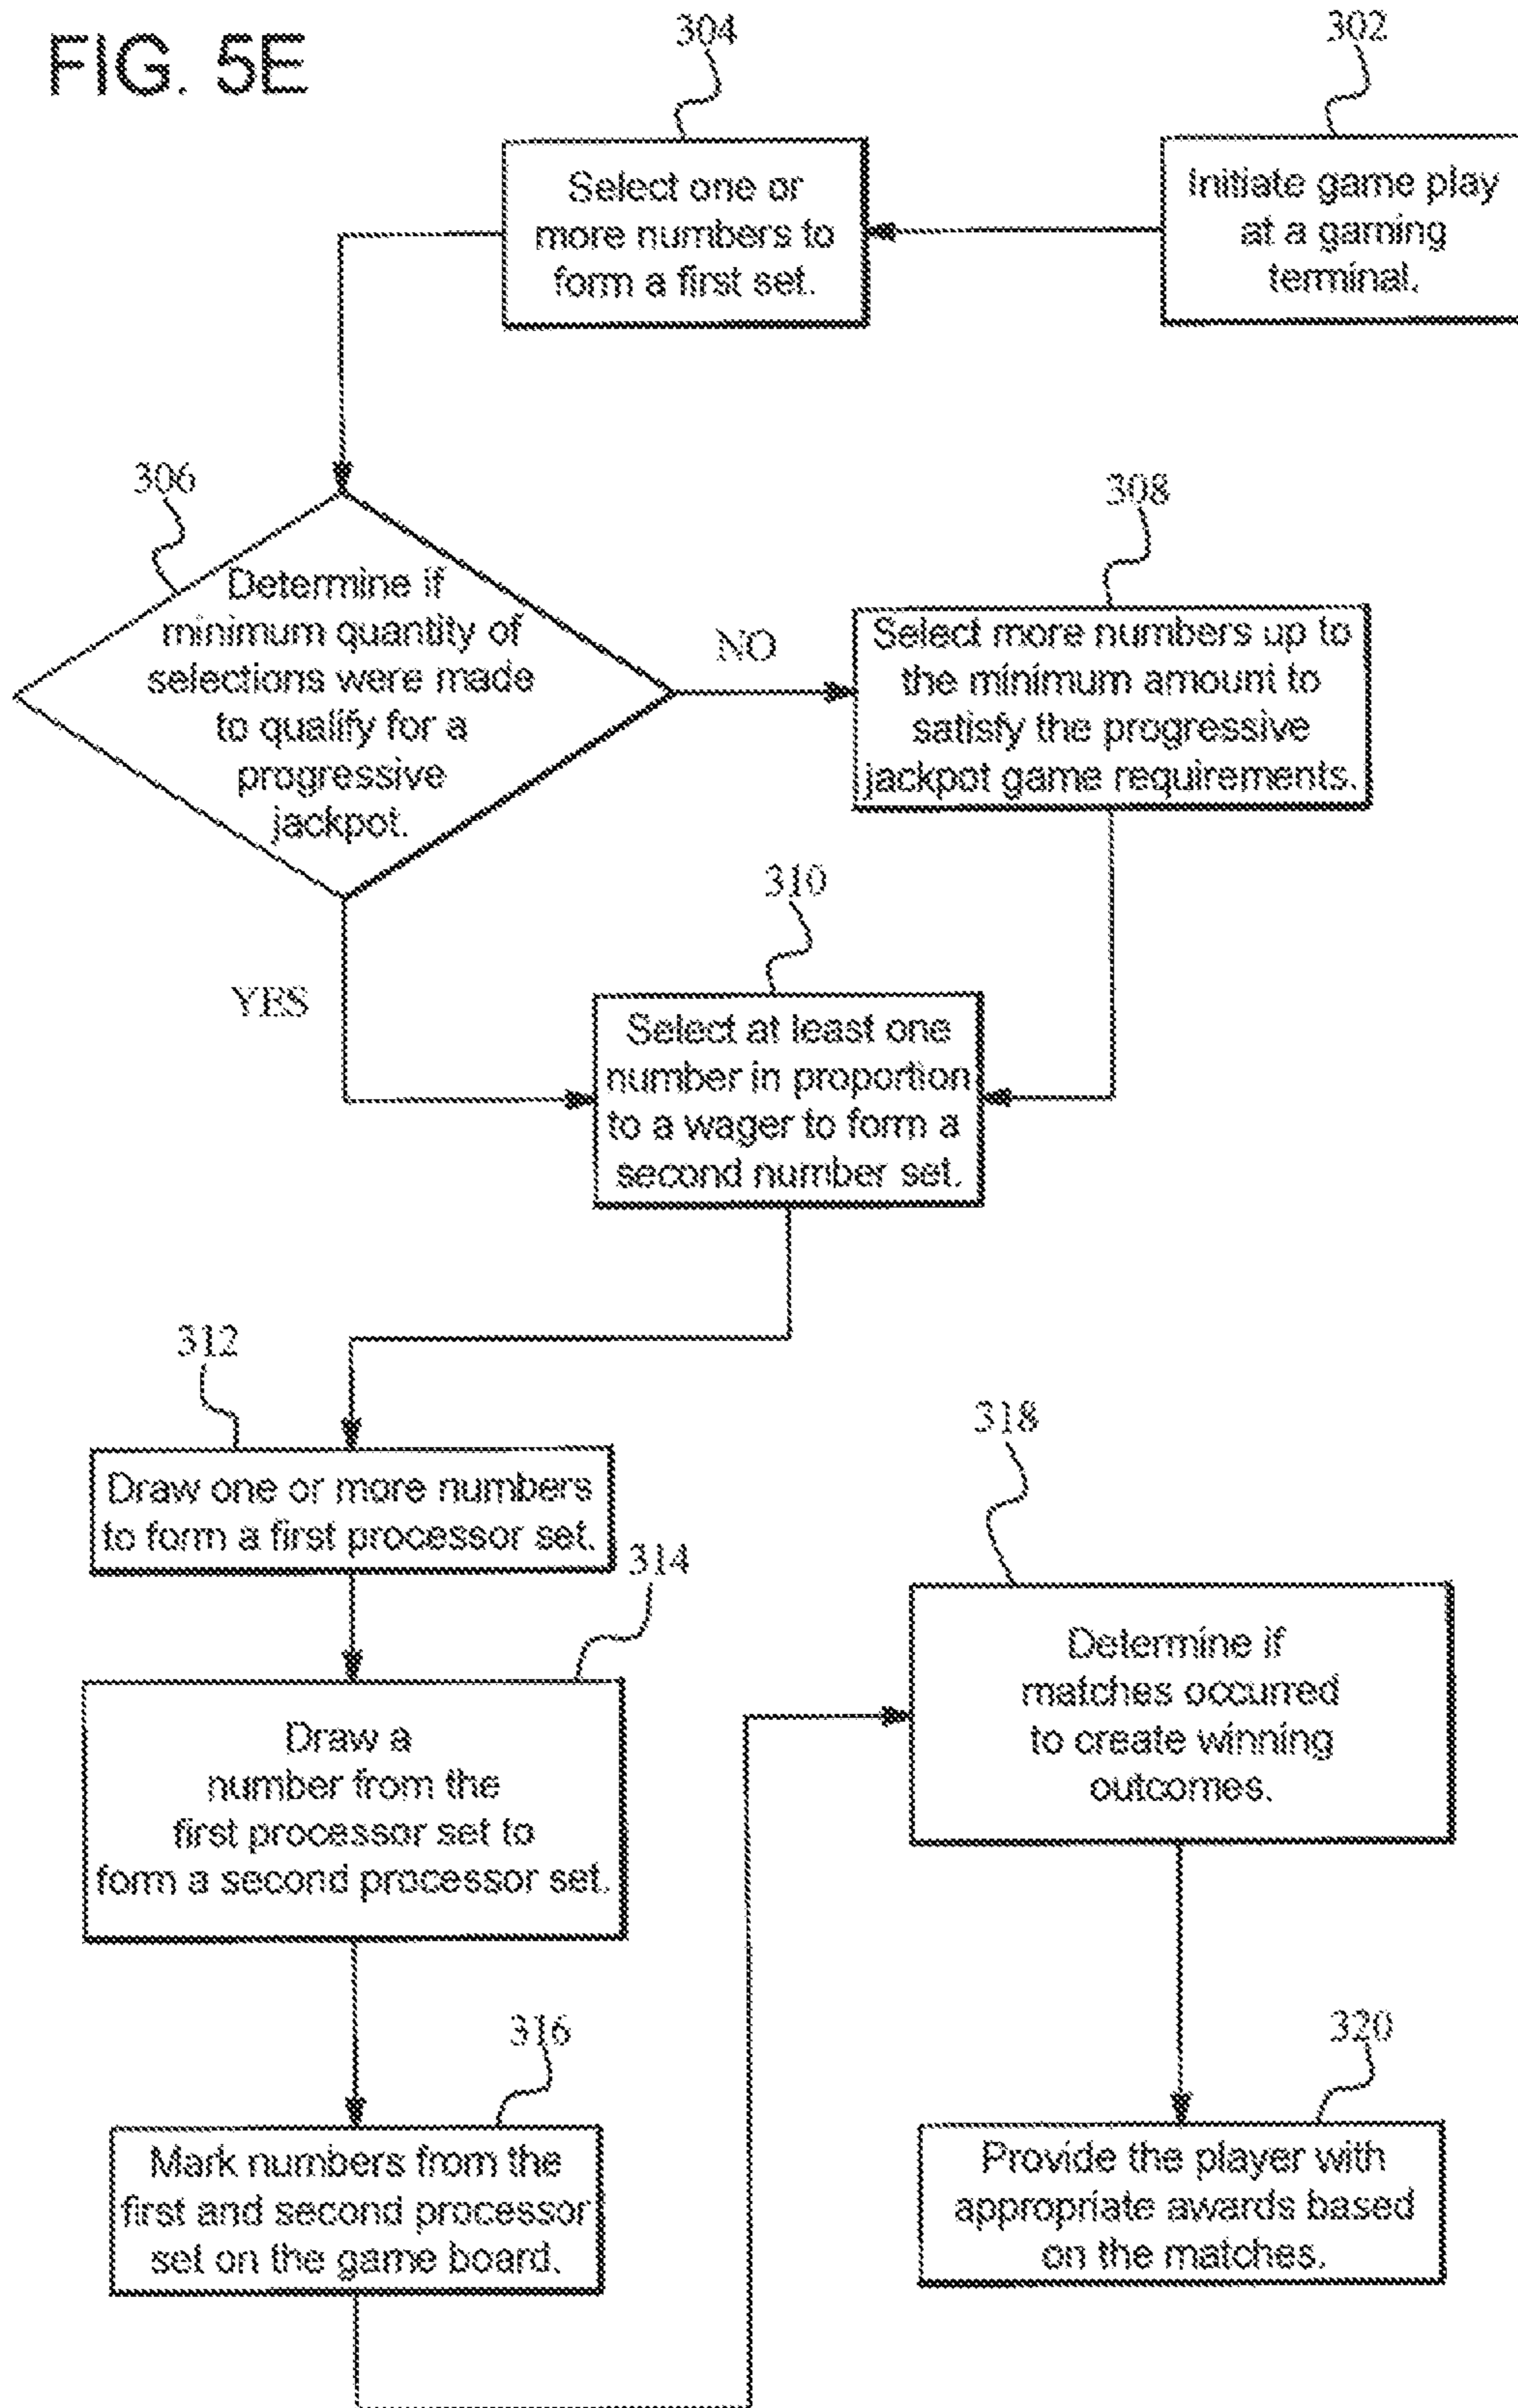 FIG. 5E
304
302
Select one or
more numbers to
form a first set.
Initiate game play
at a gaming
terminal.
306
308
Determine if
minimum quantity of
selections were made
to qualify for a
progressive
jackpot.
NO
Select more numbers up to
the minimum amount to
satisfy the progressive
jackpot game requirements.
YES
310
Select at least one
number in proportion
to a wager to form a
second number set.
312
Draw one or more numbers
to form a first processor set.
314
Draw a
number from the
first processor set to
form a second processor set.
316
Mark numbers from the
first and second processor
set on the game board.
318
Determine if
matches occurred
to create winning
outcomes.
320
Provide the player with
appropriate awards based
on the matches.